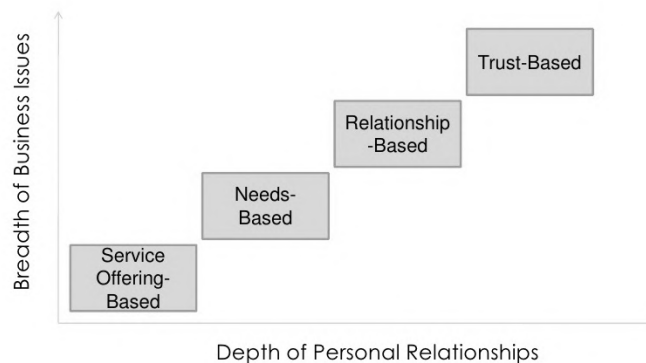 Breadth of Business Issues
Trust-Based
Relationship
-Based
Needs-
Based
Service
Offering-
Based
Depth of Personal Relationships